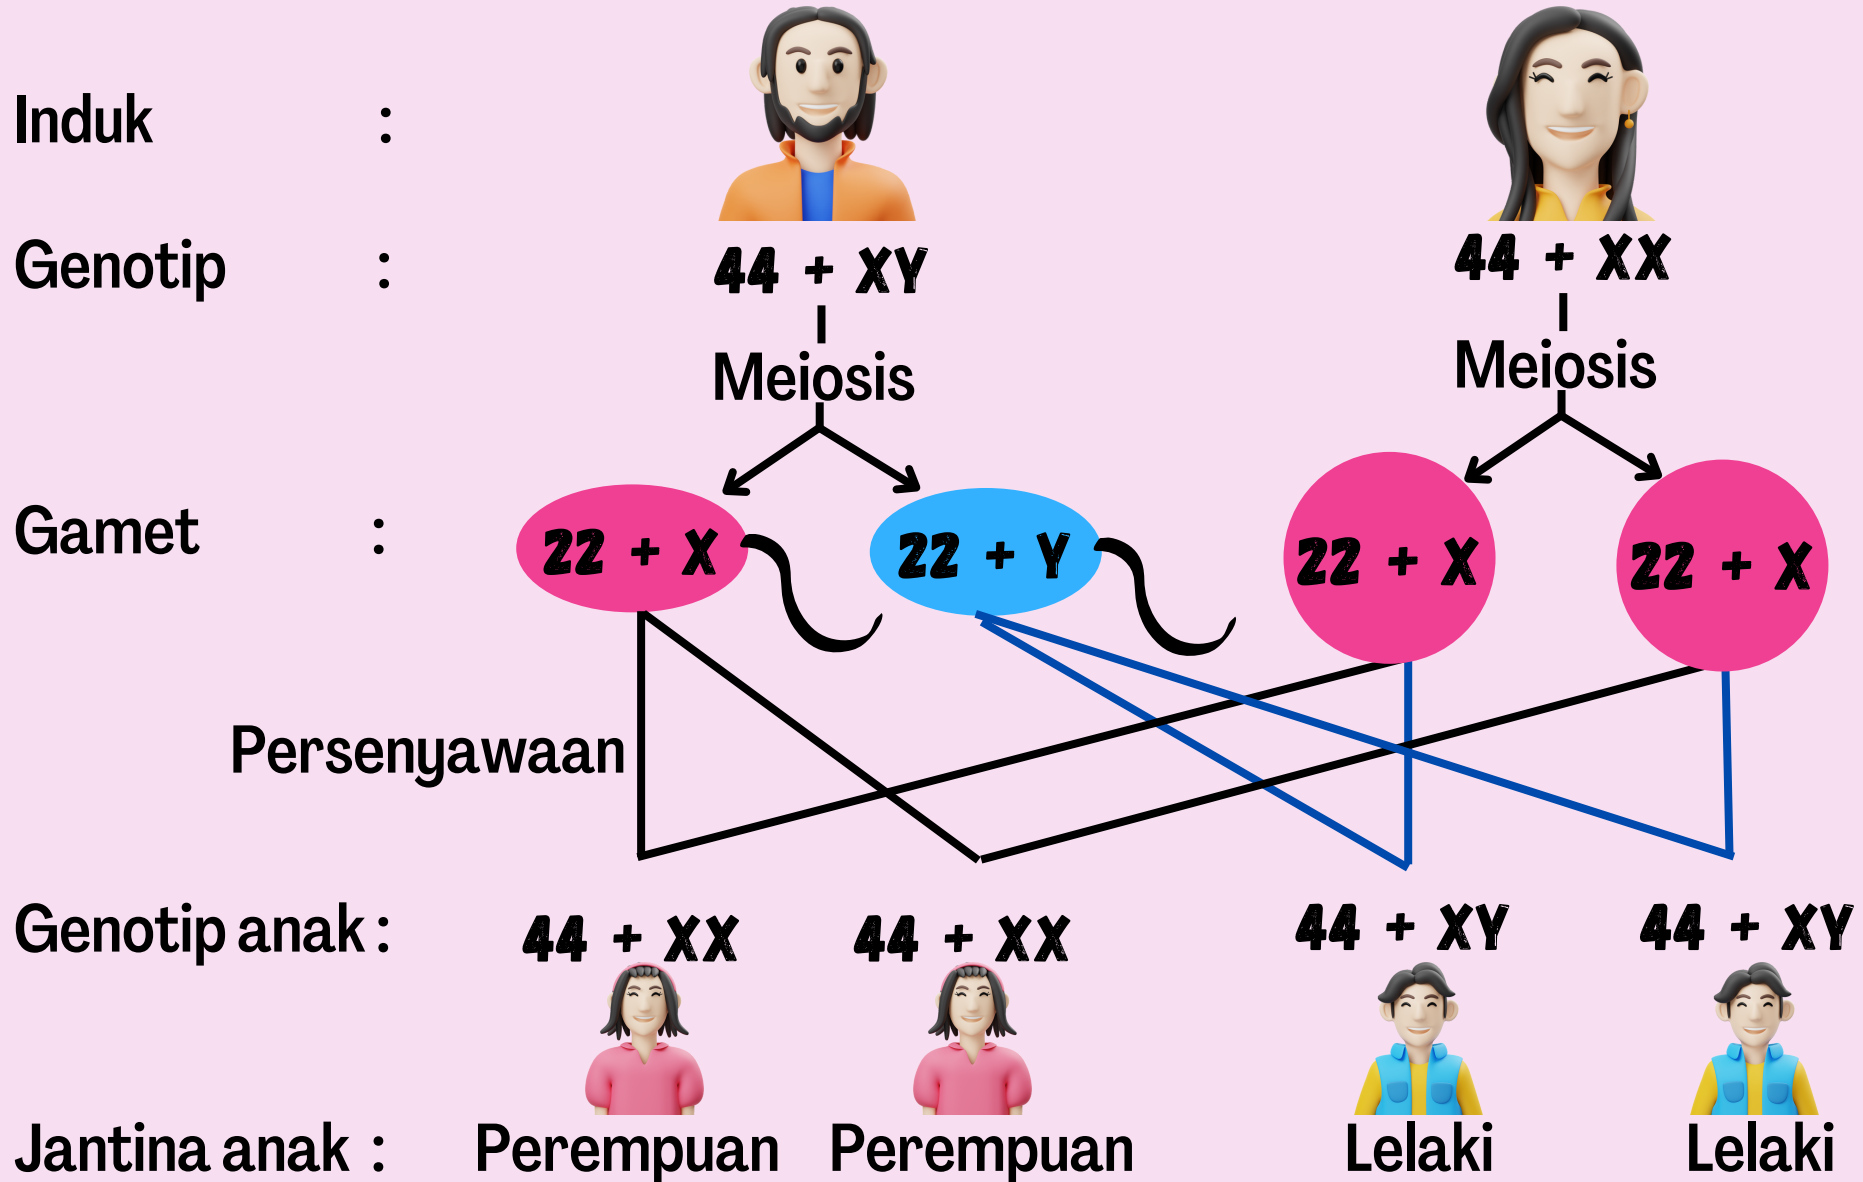 Induk :
Genotip : 44 + XY 44 + XX
Meiosis Meiosis
Gamet : 22 + X 22 + Y 22 + X 22 + X
Persenyawaan
Genotip anak : 44 + XX 44 + XX 44 + XY 44 + XY
Jantina anak : Perempuan Perempuan Lelaki Lelaki